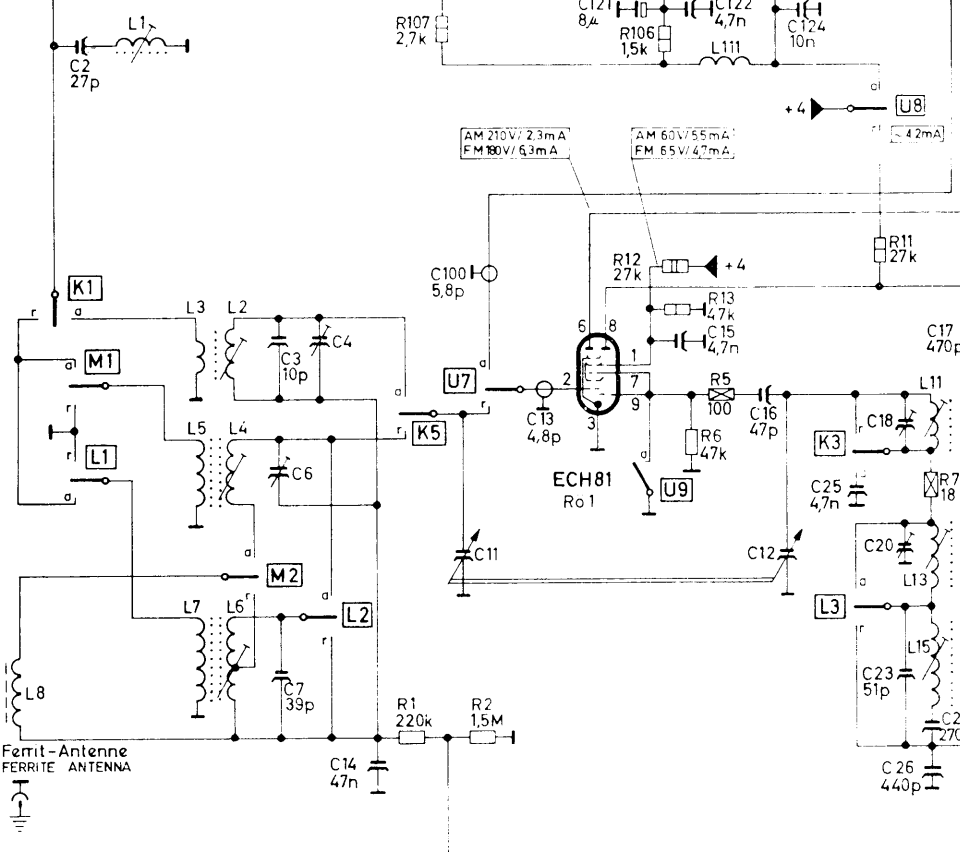 L1
C2
27p
R107
2,7k
C121
8µ
C122
4,7n
R106
1,5k
L111
C124
10n
a
+4
U8
r
4.2mA
AM 210V/2,3mA
FM 180V/6,3mA
AM 60V/5,5mA
FM 65V/4,7mA
R11
27k
R12
27k
+4
C100
5,8p
K1
r
a
L3
L2
R13
47k
6
8
C15
4,7n
C17
470p
C3
10p
C4
M1
a
1
U7
a
2
7
R5
100
L11
r
9
r
a
C16
47p
C18
K5
r
C13
4,8p
3
R6
47k
r
K3
L5
L4
L1
r
a
C6
ECH81
Ro1
a
U9
C25
4,7n
R7
18
a
M2
r
C11
C12
C20
a
L13
L7
L6
a
L2
r
L3
r
L15
L8
C7
39p
C23
51p
R1
220k
R2
1,5M
C2
270
Ferrit-Antenne
FERRITE ANTENNA
C14
47n
C26
440p